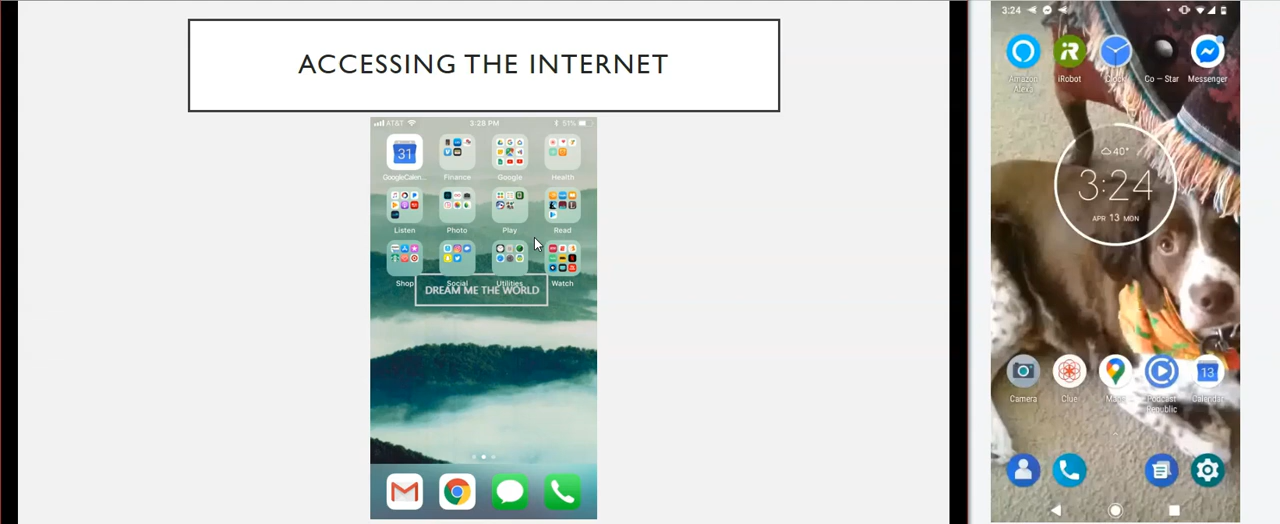 ACCESSING THE INTERNET
AT&T 3:28 PM 51%
31
GoogleCalen... Finance Google Health
Listen Photo Play Read
Shop Social Utilities Watch
DREAM ME THE WORLD
3:24
Amazon Alexa iRobot Clock Co – Star Messenger
40°
3:24
APR 13 MON
13
Camera Clue Maps Podcast Republic Calendar